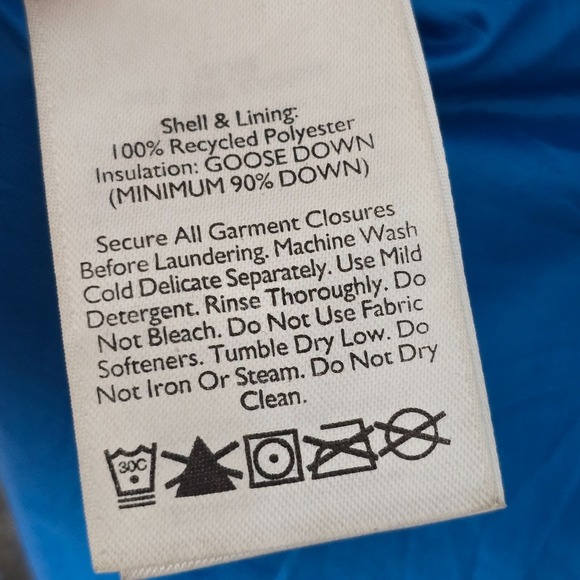 Shell & Lining:
100% Recycled Polyester
Insulation: GOOSE DOWN
(MINIMUM 90% DOWN)
Secure All Garment Closures
Before Laundering. Machine Wash
Cold Delicate Separately. Use Mild
Detergent. Rinse Thoroughly. Do
Not Bleach. Do Not Use Fabric
Softeners. Tumble Dry Low. Do
Not Iron Or Steam. Do Not Dry
Clean.
30C